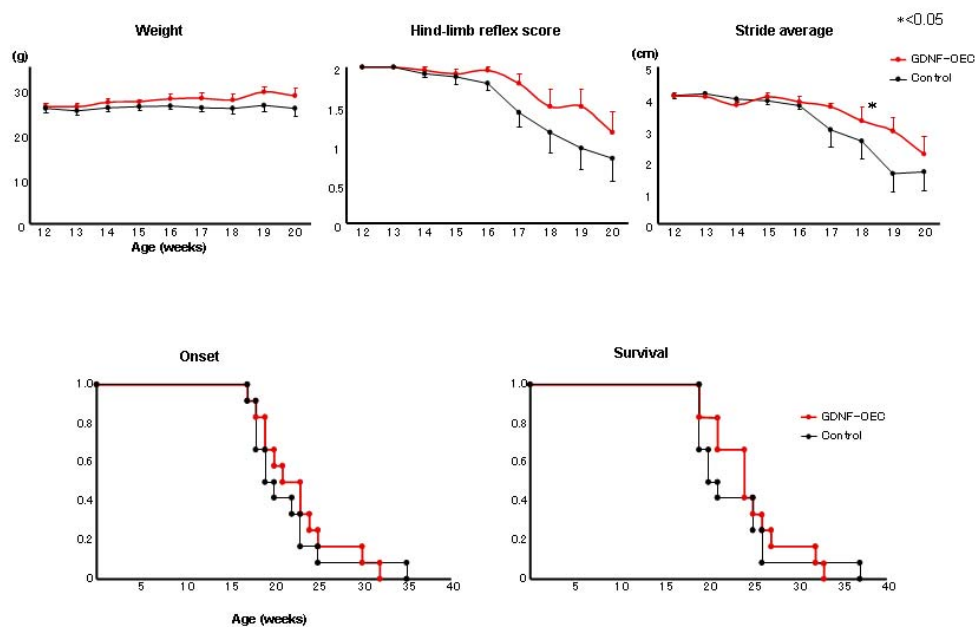 *<0.05
Weight
Hind-limb reflex score
Stride average
(g)
(cm)
GDNF-OEC
Control
30
20
10
0
2
1.5
1
0.5
0
5
4
3
2
1
0
12 13 14 15 16 17 18 19 20
12 13 14 15 16 17 18 19 20
12 13 14 15 16 17 18 19 20
*
Age (weeks)
Onset
Survival
1.0
0.8
0.6
0.4
0.2
0
1.0
0.8
0.6
0.4
0.2
0
GDNF-OEC
Control
5 10 15 20 25 30 35 40
5 10 15 20 25 30 35 40
Age (weeks)